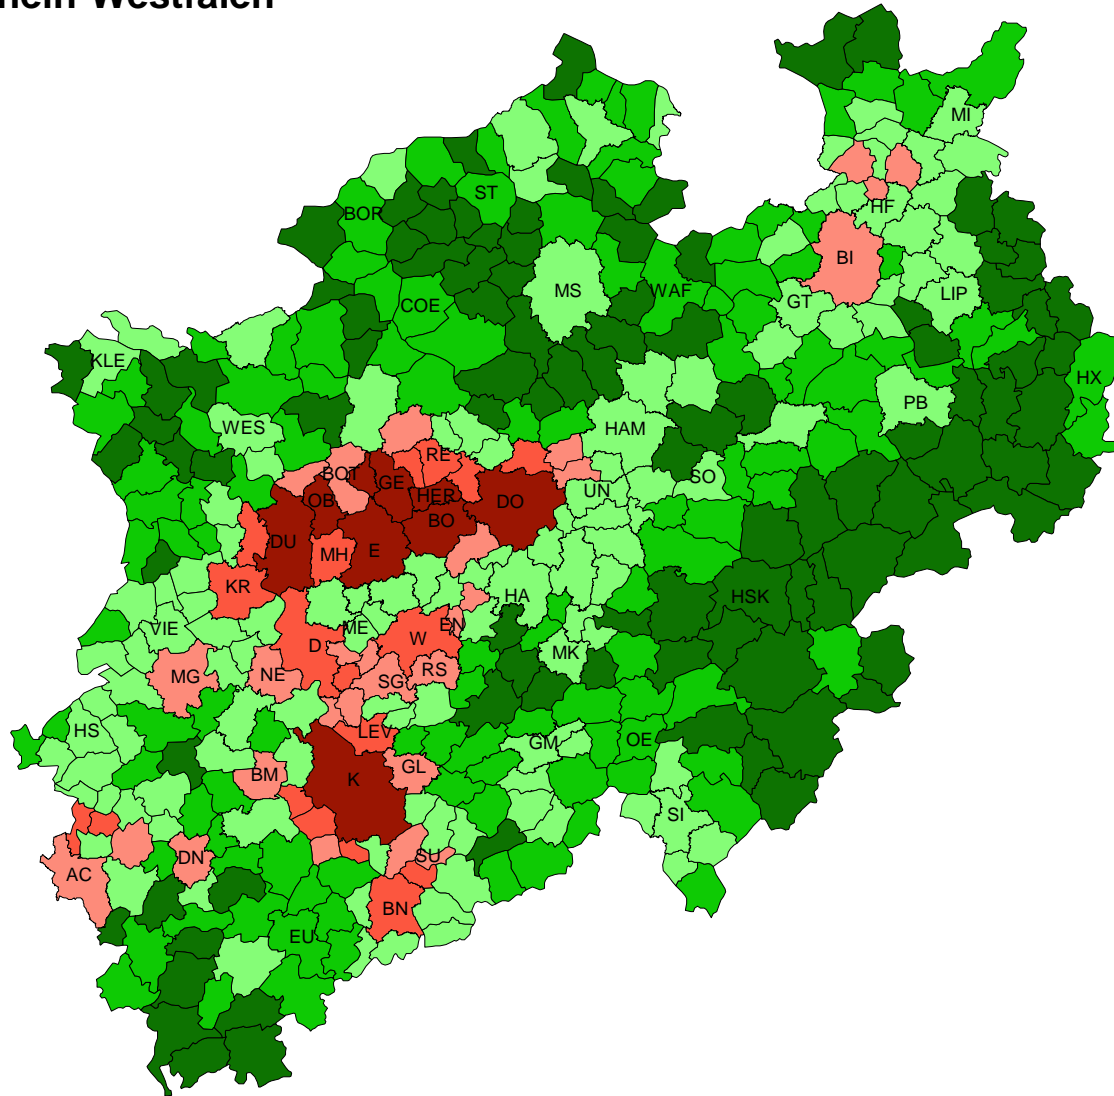 hein-Westfalen
MI
ST
HF
BOR
BI
MS
WAF
LIP
GT
COE
KLE
HX
PB
WES
HAM
RE
BOT
GE
SO
HER
UN
OB
DO
BO
DU
MH
E
KR
HA
HSK
VIE
ME
EN
W
D
MK
RS
NE
MG
SG
HS
LEV
GM
OE
BM
GL
K
SI
SU
DN
AC
BN
EU